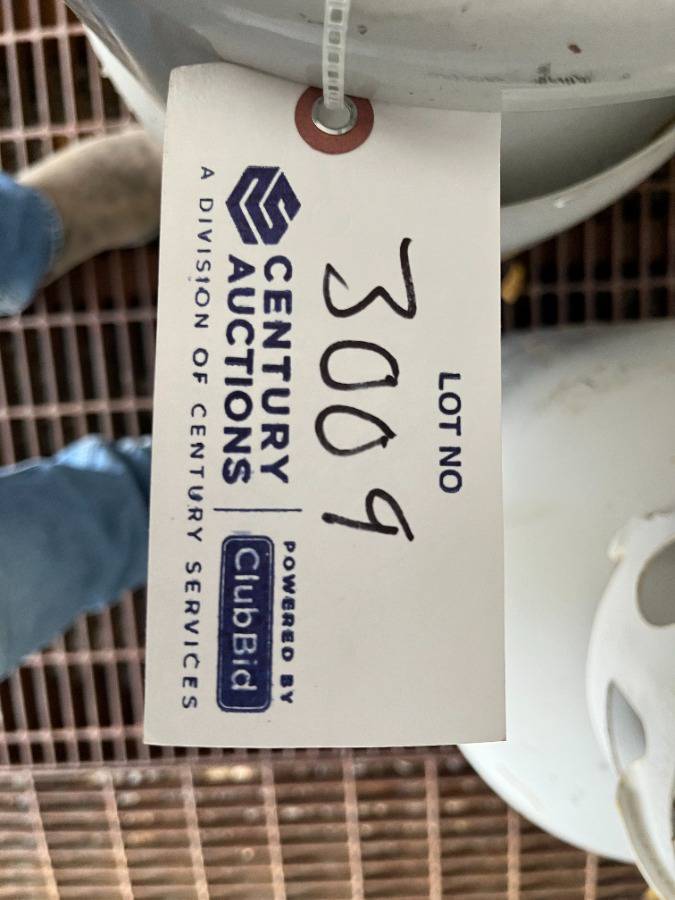 LOT NO
3009
CENTURY
AUCTIONS
POWERED BY
ClubBid
A DIVISION OF CENTURY SERVICES